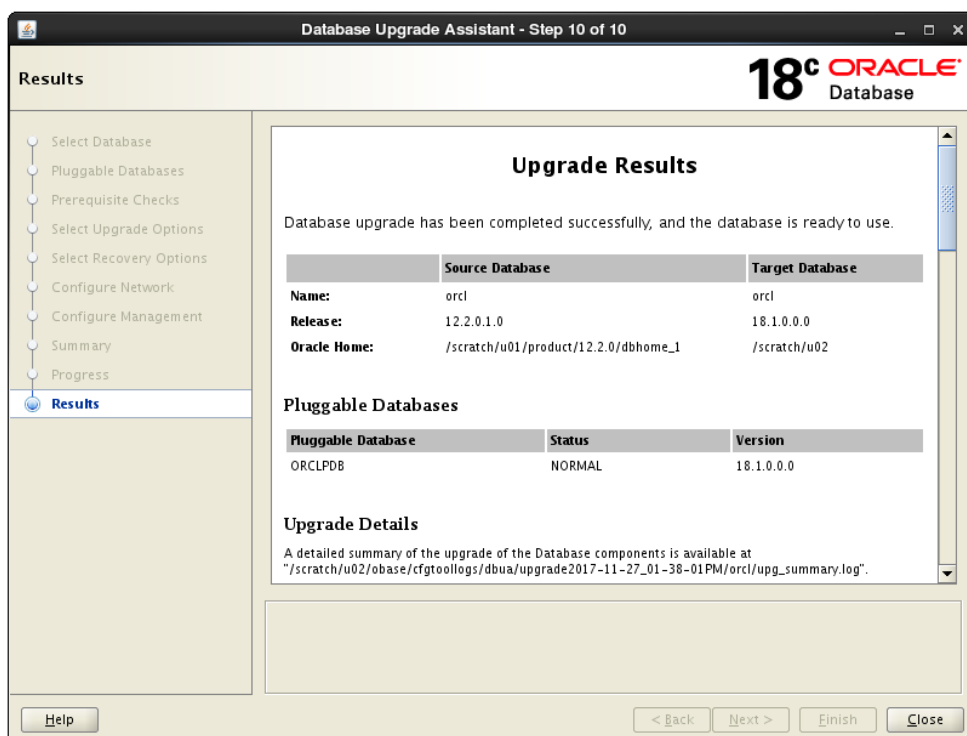 Database Upgrade Assistant - Step 10 of 10
Results
18c ORACLE Database
Select Database
Pluggable Databases
Prerequisite Checks
Select Upgrade Options
Select Recovery Options
Configure Network
Configure Management
Summary
Progress
Results
Upgrade Results
Database upgrade has been completed successfully, and the database is ready to use.
Source Database Target Database
Name: orcl orcl
Release: 12.2.0.1.0 18.1.0.0.0
Oracle Home: /scratch/u01/product/12.2.0/dbhome_1 /scratch/u02
Pluggable Databases
Pluggable Database Status Version
ORCLPDB NORMAL 18.1.0.0.0
Upgrade Details
A detailed summary of the upgrade of the Database components is available at
"/scratch/u02/obase/cfgtoollogs/dbua/upgrade2017-11-27_01-38-01PM/orcl/upg_summary.log".
Help < Back Next > Finish Close